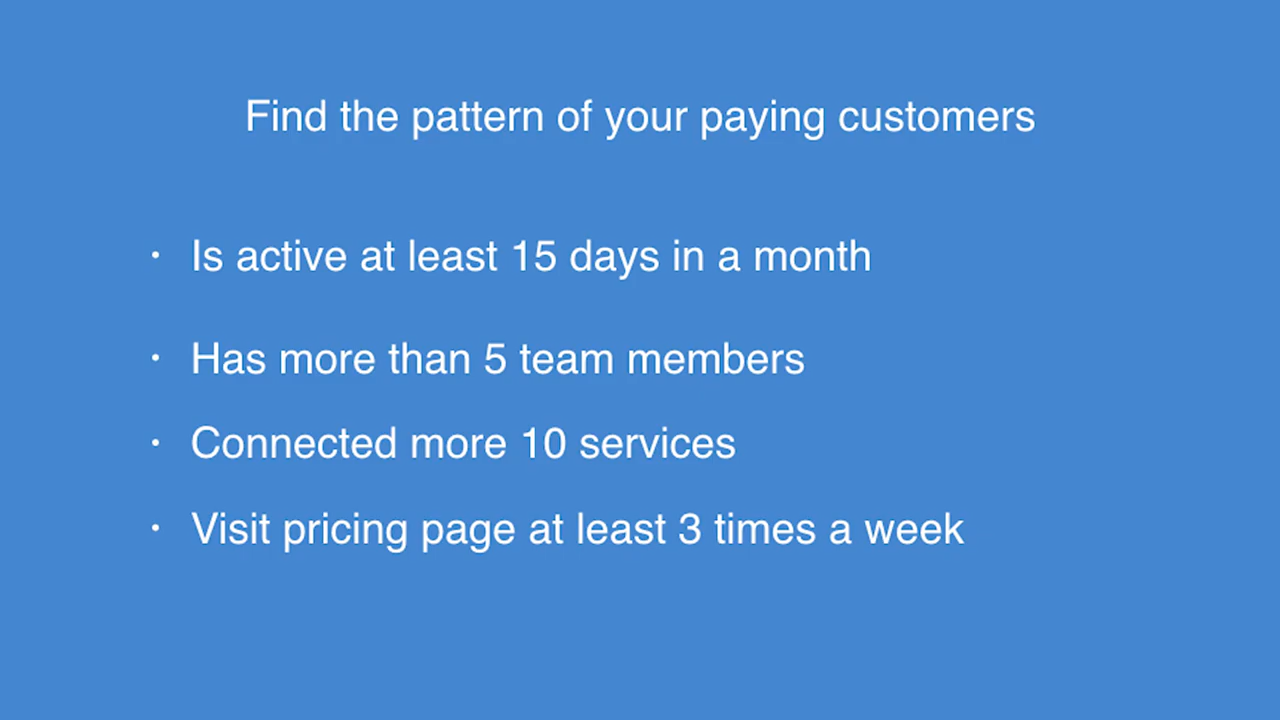 Find the pattern of your paying customers
· Is active at least 15 days in a month
· Has more than 5 team members
· Connected more 10 services
· Visit pricing page at least 3 times a week